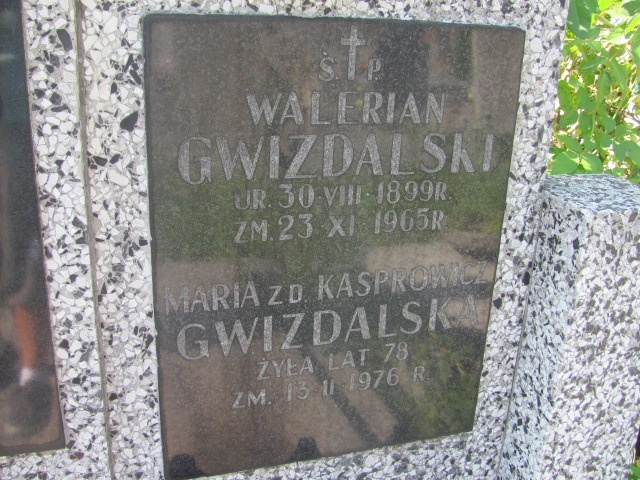 Ś.P.
WALERIAN
GWIZDALSKI
UR. 30·VIII·1899R.
ZM. 23 XI 1965R.
MARIA ZD. KASPROWICZ
GWIZDALSKA
ŻYŁA LAT 78
ZM. 13·II·1976 R.